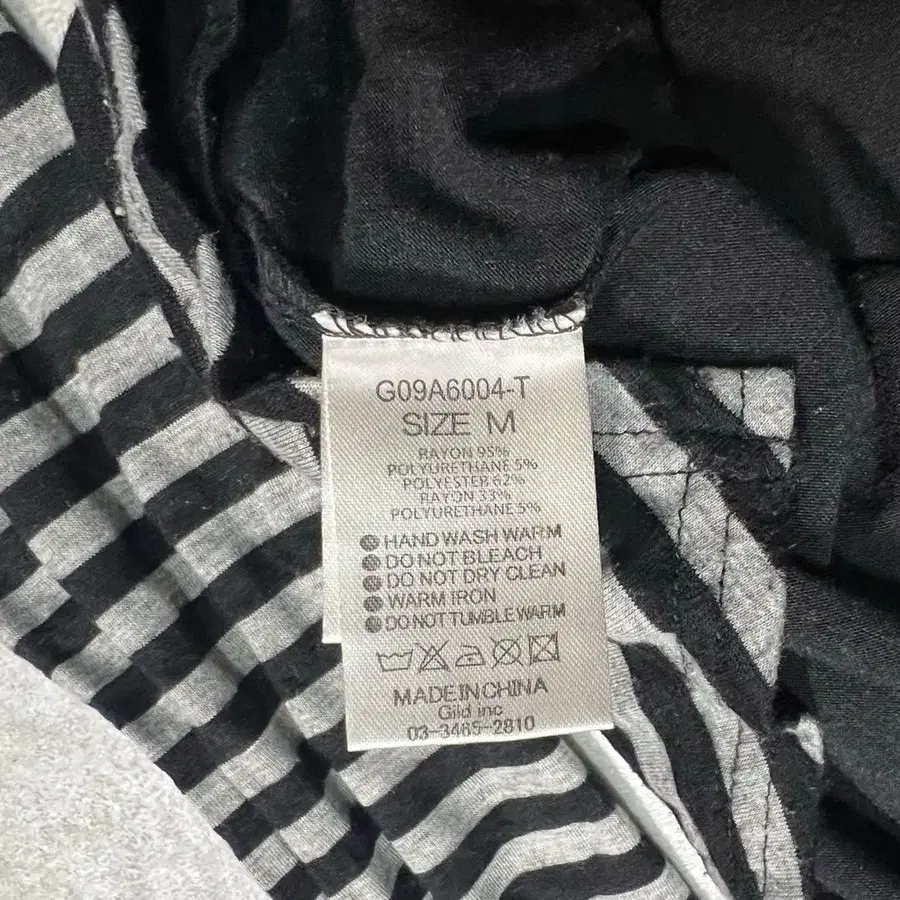 G09A6004-T
SIZE M
RAYON 95%
POLYURETHANE 5%
POLYESTER 62%
RAYON 33%
POLYURETHANE 5%
HAND WASH WARM
DO NOT BLEACH
DO NOT DRY CLEAN
WARM IRON
DO NOT TUMBLE WARM
MADE IN CHINA
Gild inc
03-3465-2810